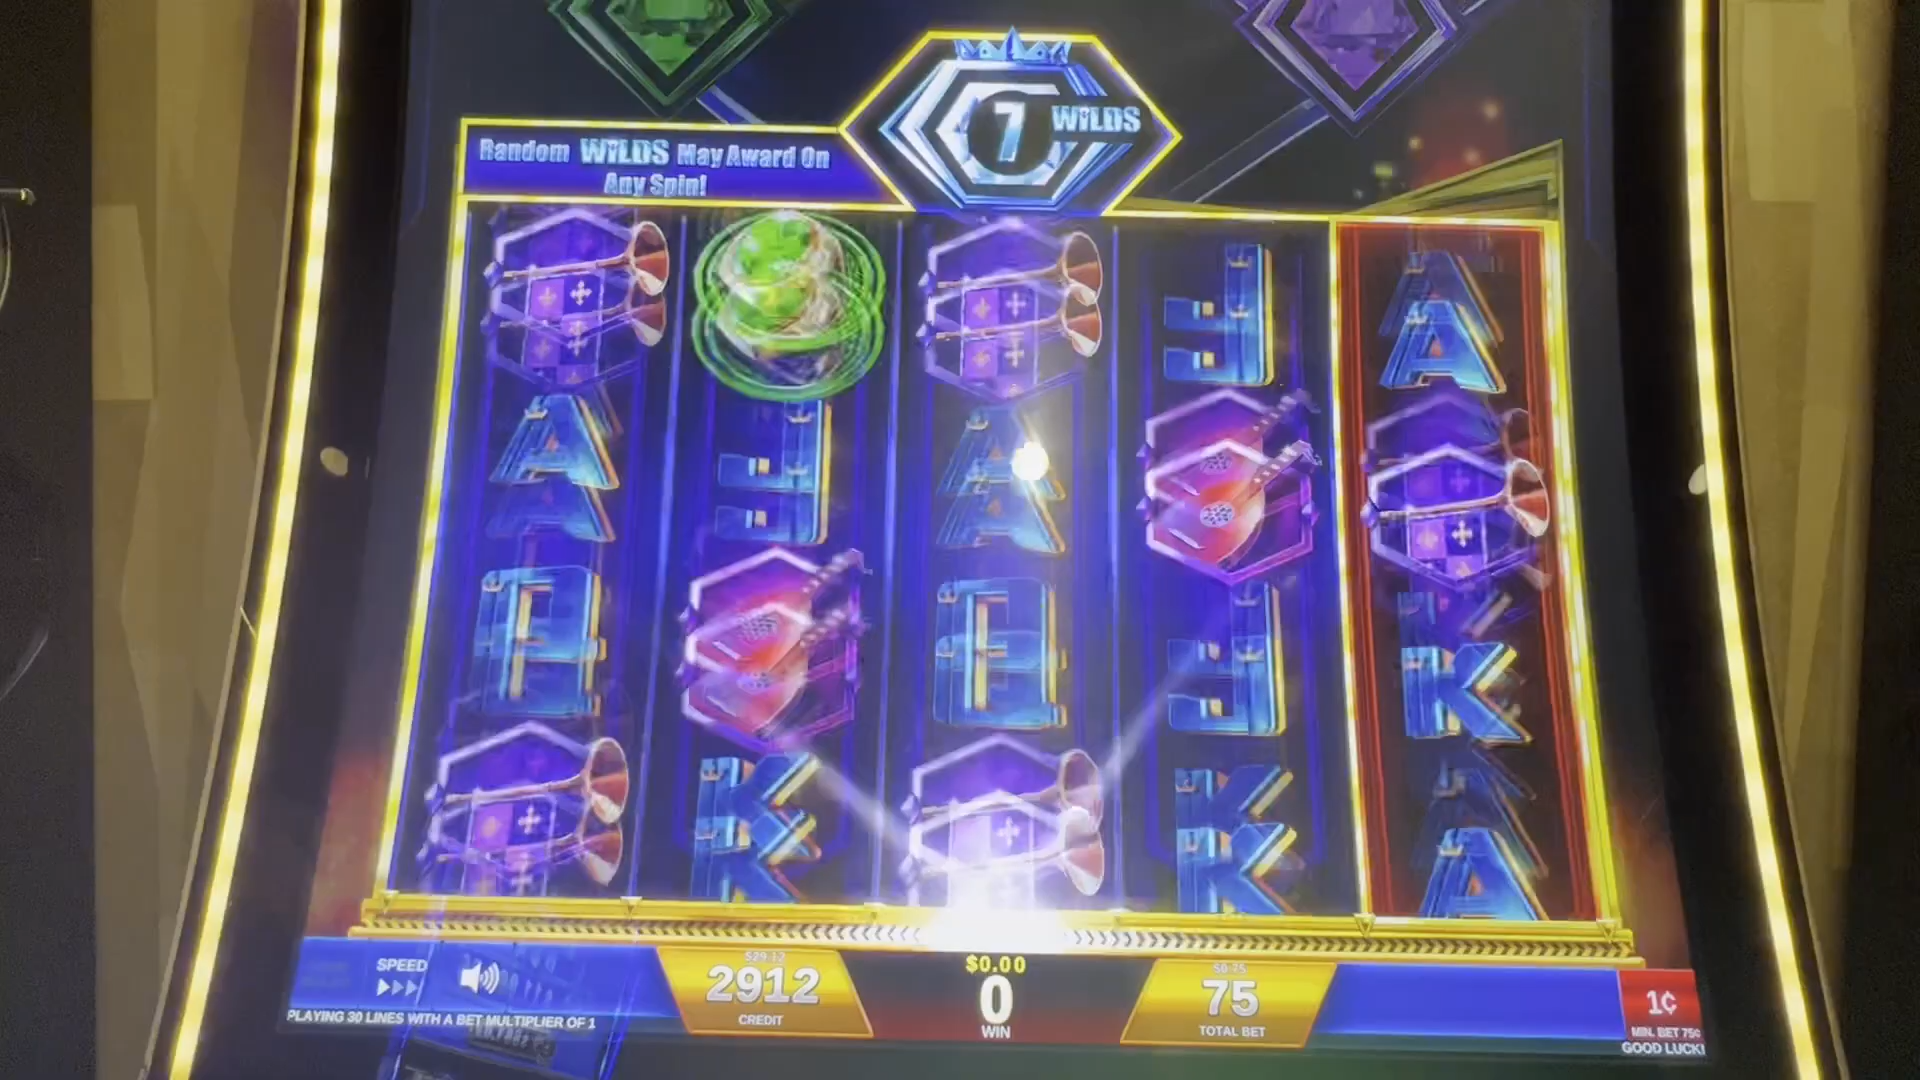 7 WILDS
Random WILDS May Award On
Any Spin!
J
A
A
J
A
K
J
K
K
A
SPEED
PLAYING 30 LINES WITH A BET MULTIPLIER OF 1
$29.12
2912
CREDIT
$0.00
0
WIN
$0.75
75
TOTAL BET
1¢
MIN. BET 75¢
GOOD LUCK!